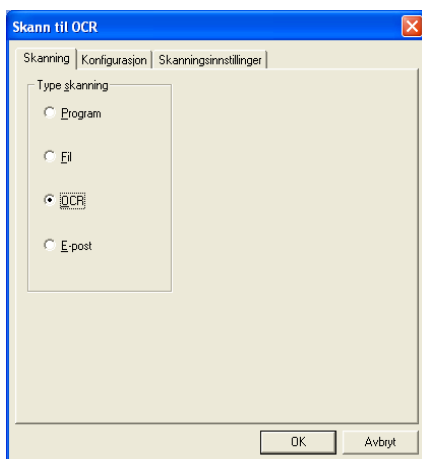 Skann til OCR
Skanning Konfigurasjon Skanningsinnstillinger
Type skanning
Program
Fil
OCR
E-post
OK Avbryt